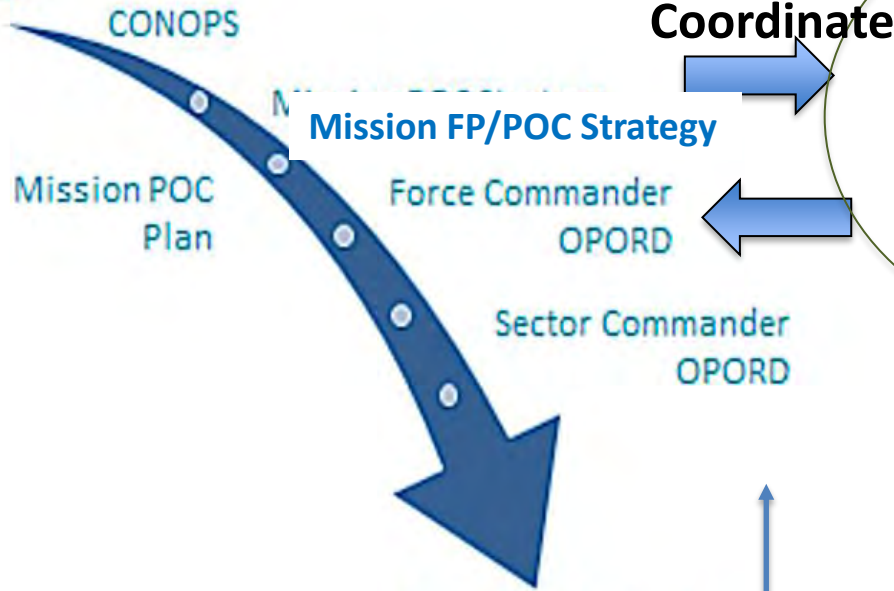 Coordinate
CONOPS
Mission FP/POC Strategy
Mission POC
Plan
Force Commander
OPORD
Sector Commander
OPORD